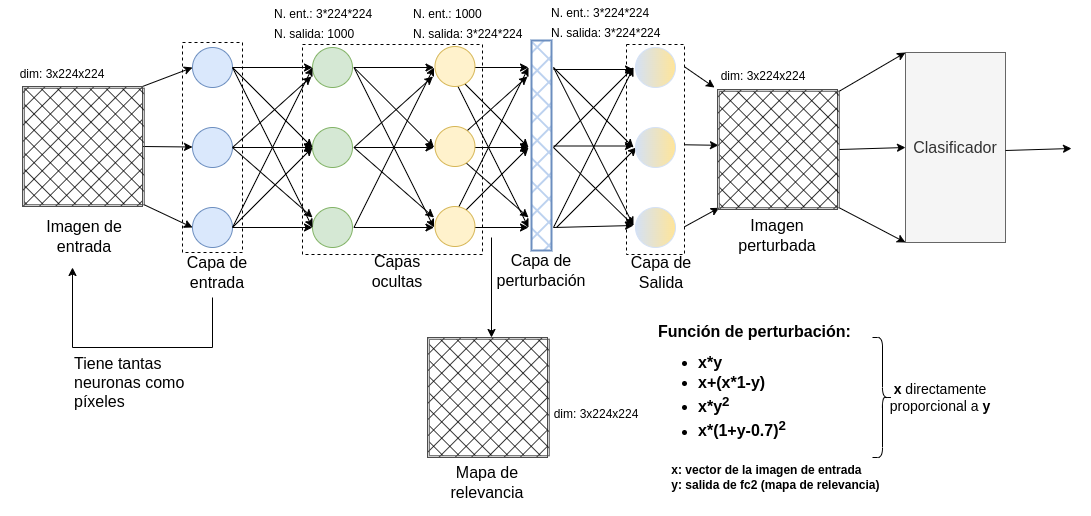 N. ent.: 3*224*224
N. salida: 1000
N. ent.: 1000
N. salida: 3*224*224
N. ent.: 3*224*224
N. salida: 3*224*224
dim: 3x224x224
Imagen de
entrada
Capa de
entrada
Capas
ocultas
Capa de
perturbación
Capa de
Salida
dim: 3x224x224
Imagen
perturbada
Clasificador
Tiene tantas
neuronas como
píxeles
dim: 3x224x224
Mapa de
relevancia
Función de perturbación:
• x*y
• x+(x*1-y)
• x*y²
• x*(1+y-0.7)²
x directamente
proporcional a y
x: vector de la imagen de entrada
y: salida de fc2 (mapa de relevancia)